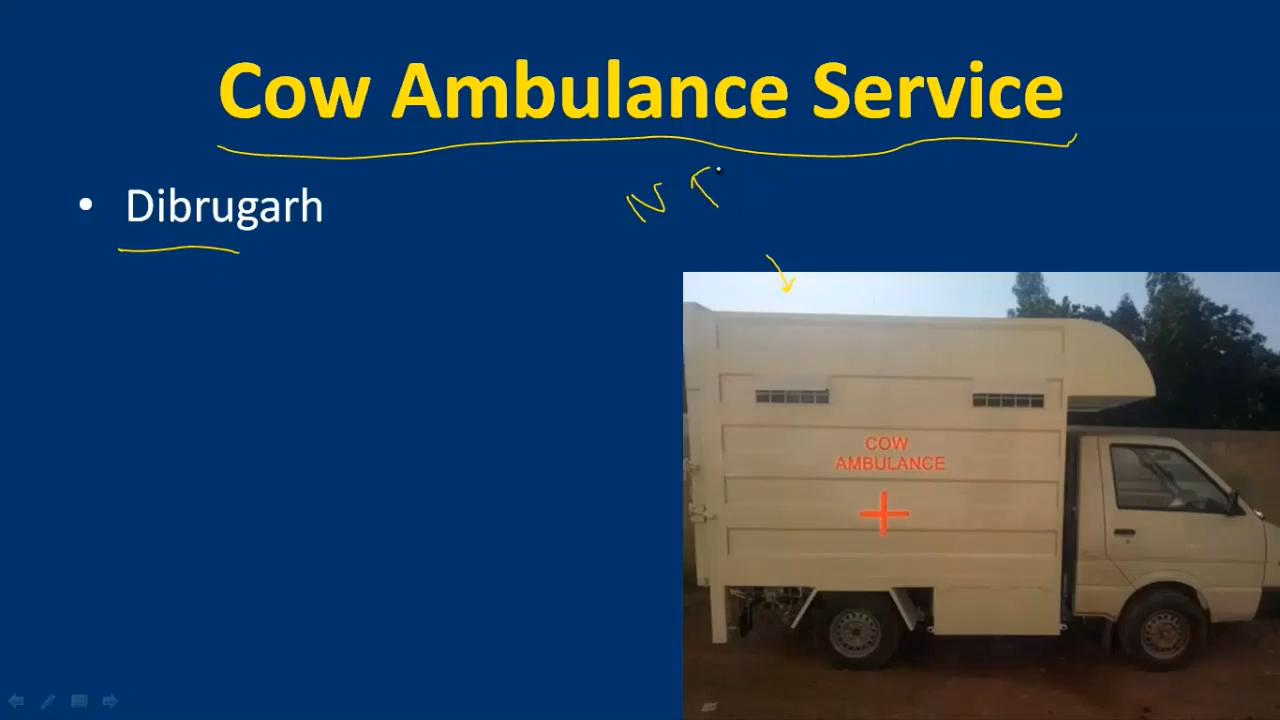 Cow Ambulance Service
N T
• Dibrugarh
COW
AMBULANCE